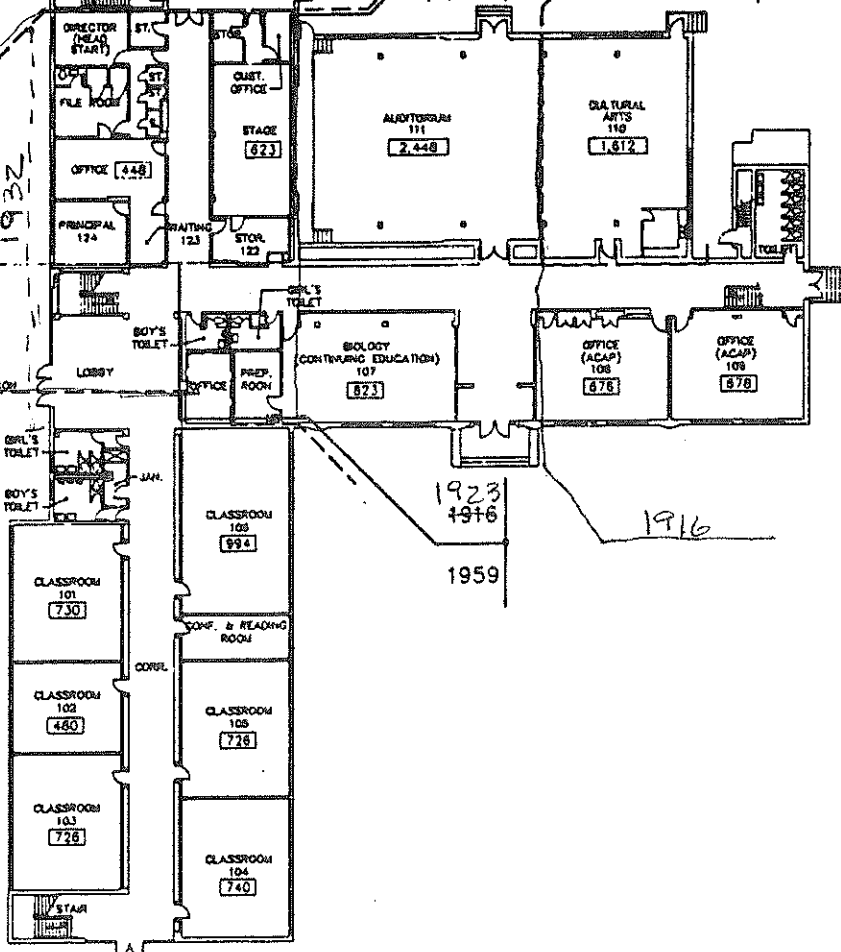 DIRECTOR
(HEAD
START)
ST.
STOR.
CUST.
OFFICE
ST.
ST.
FILE ROOM
STAGE
623
AUDITORIUM
111
2,448
CULTURAL
ARTS
110
1,612
1932
OFFICE 448
PRINCIPAL
124
WAITING
123
STOR.
122
TOILET
GIRL'S
TOILET
BOY'S
TOILET
LOBBY
OFFICE
PREP.
ROOM
BIOLOGY
(CONTINUING EDUCATION)
107
823
OFFICE
(ACAP)
108
676
OFFICE
(ACAP)
109
676
GIRL'S
TOILET
JAN.
BOY'S
TOILET
1923
1916
1959
1916
CLASSROOM
106
994
CLASSROOM
101
730
CONF. & READING
ROOM
CORR.
CLASSROOM
102
480
CLASSROOM
105
726
CLASSROOM
103
726
CLASSROOM
104
740
STAIR